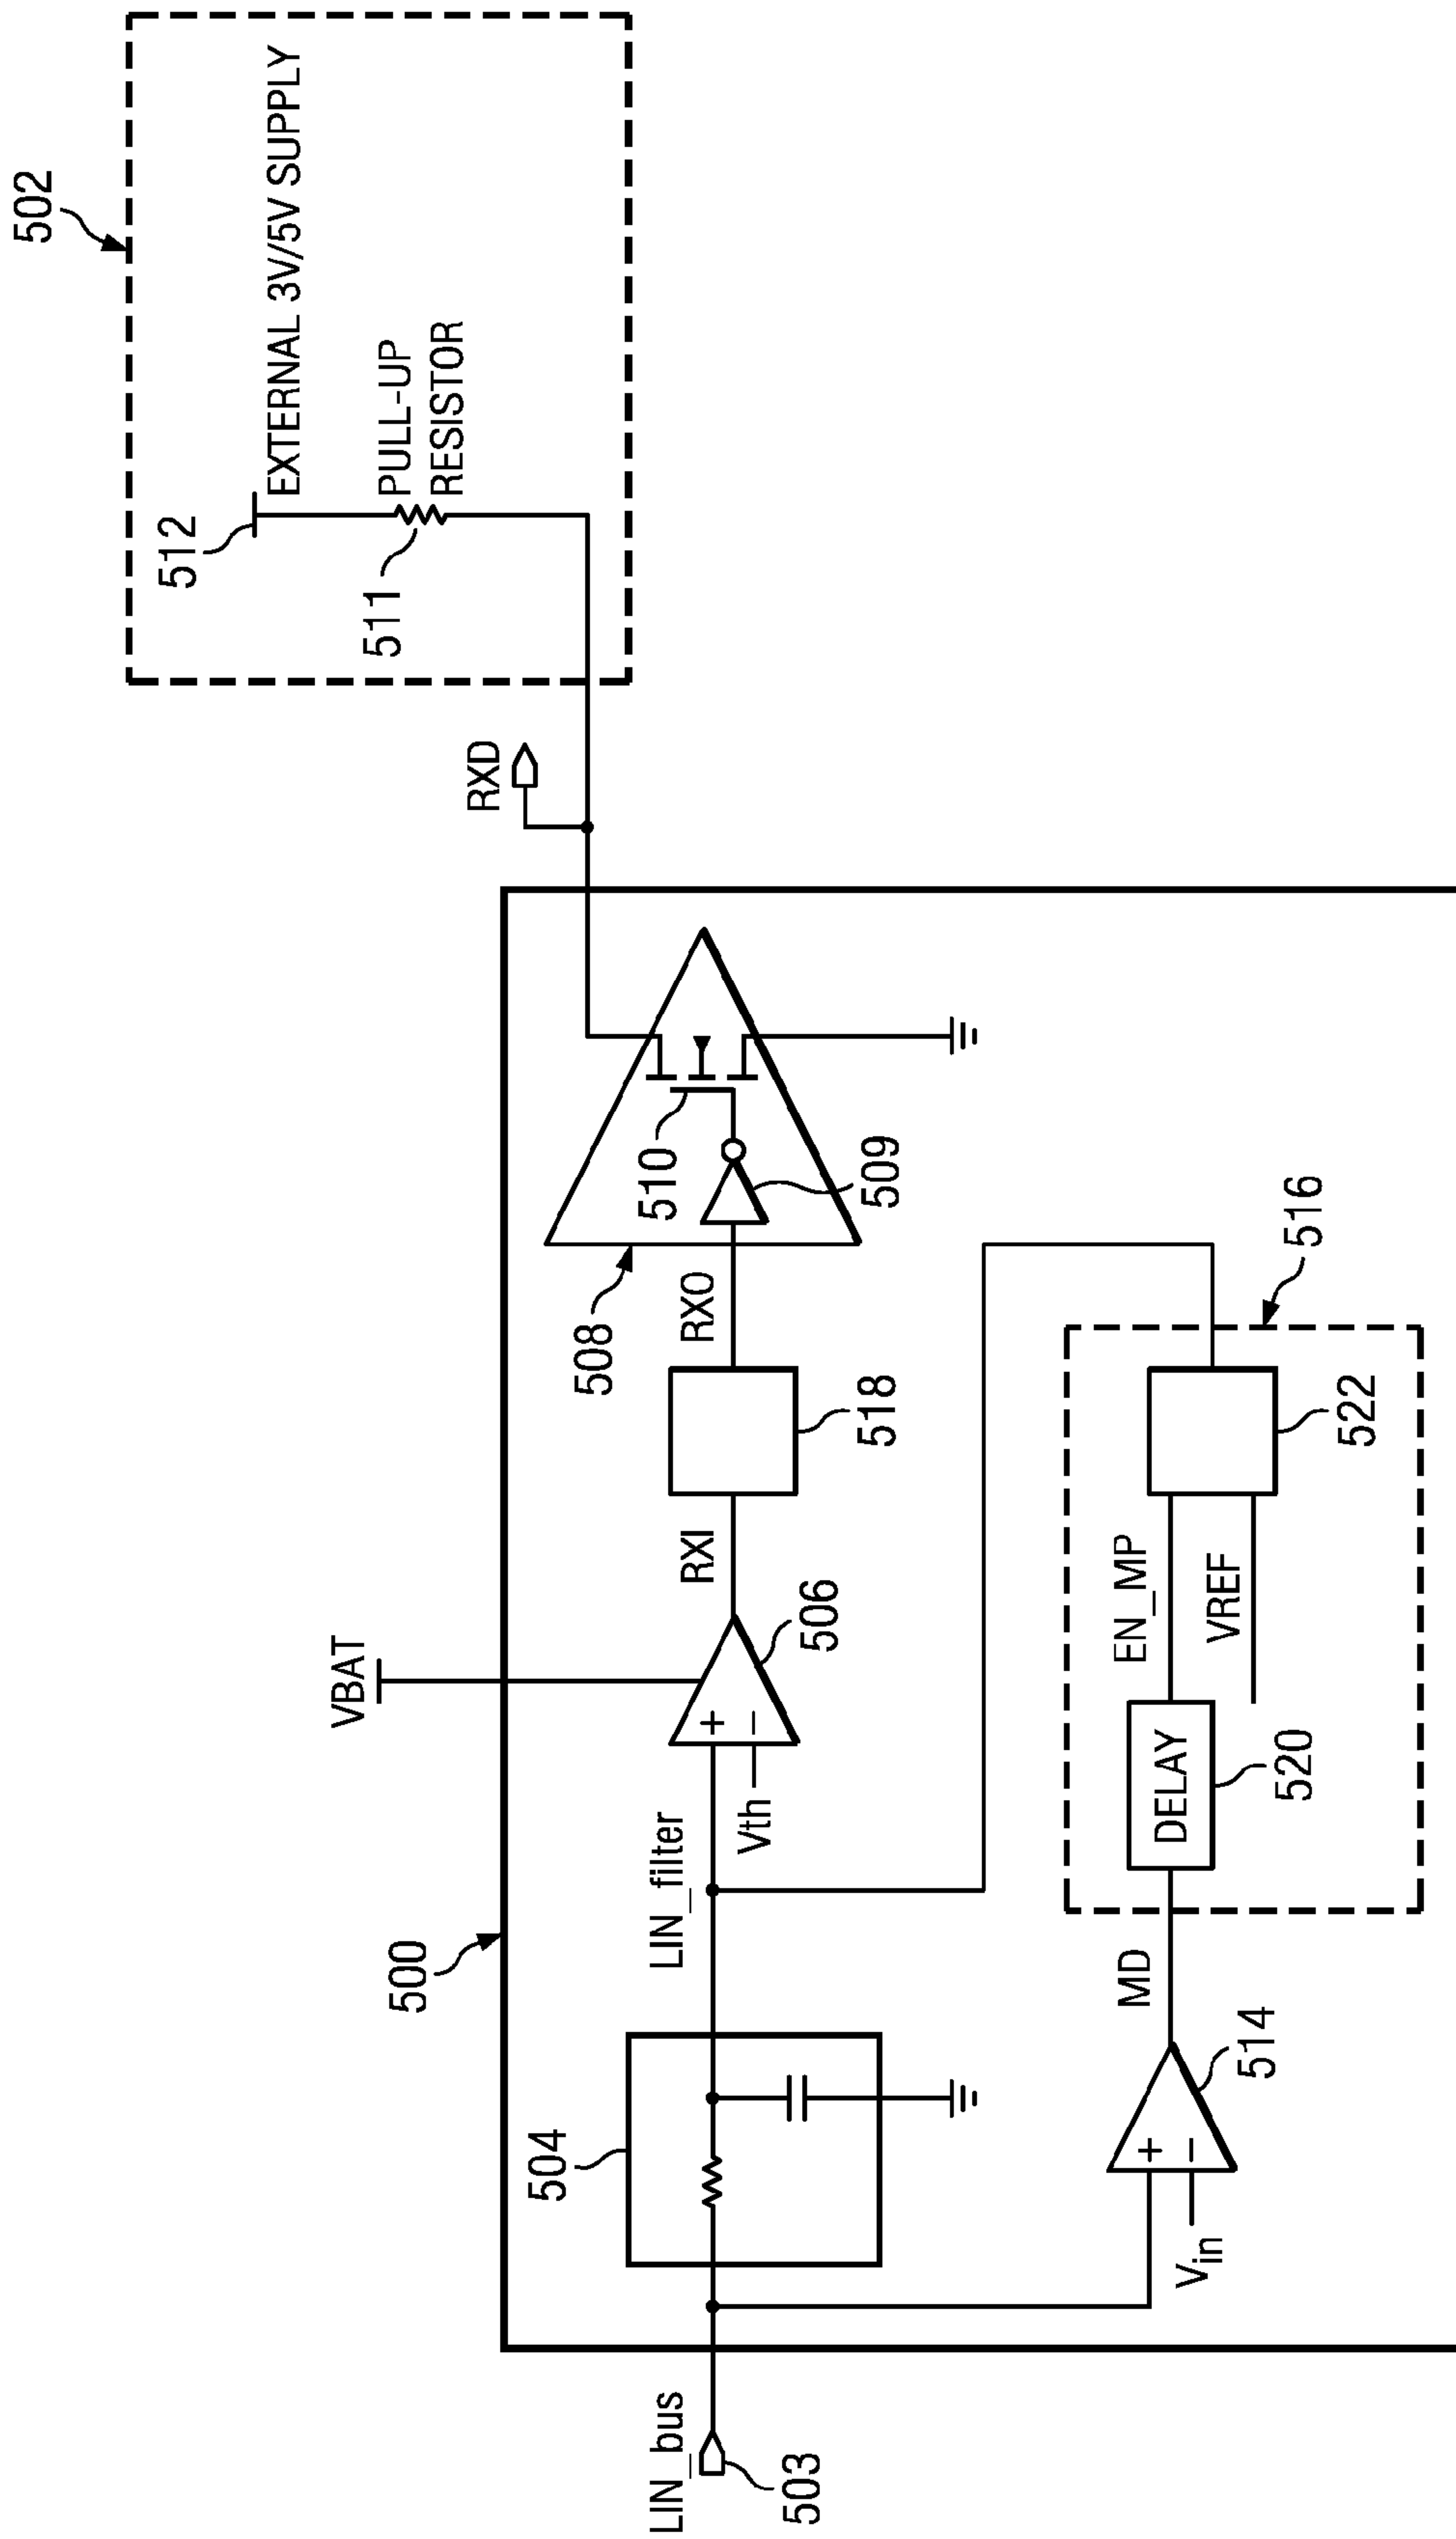 502
512
EXTERNAL 3V/5V SUPPLY
511
PULL-UP
RESISTOR
RXD
VBAT
500
LIN_bus
503
504
LIN_filter
Vth
+
−
506
RXI
518
RXO
508
510
509
Vin
+
−
514
MD
DELAY
520
EN_MP
VREF
522
516